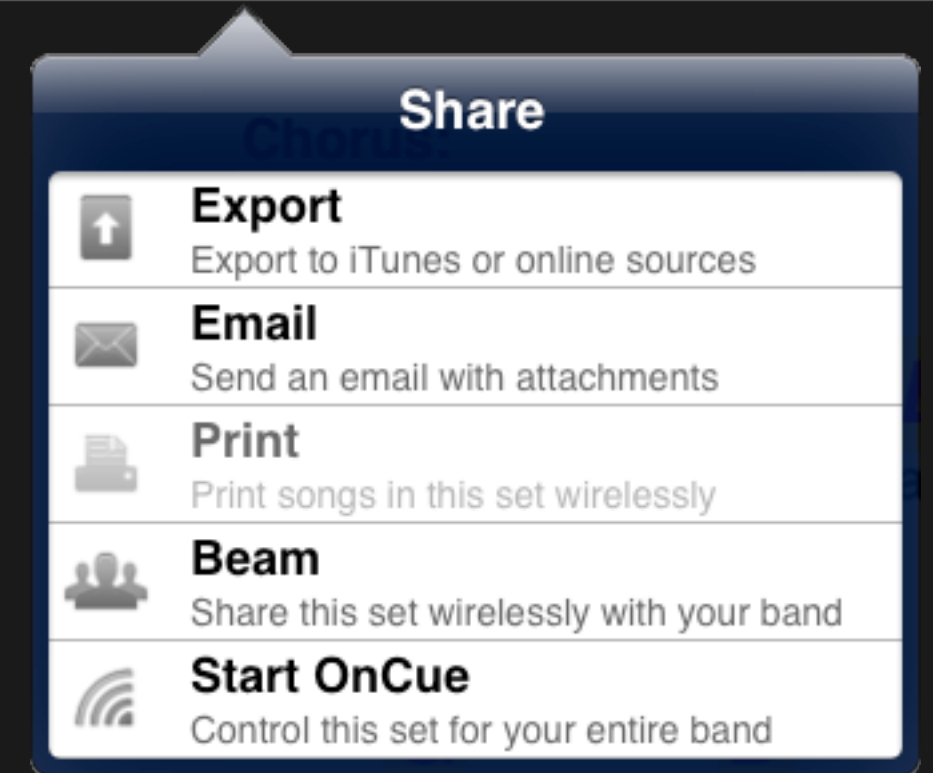 Share
Chorus:
Export
Export to iTunes or online sources
Email
Send an email with attachments
Print
Print songs in this set wirelessly
Beam
Share this set wirelessly with your band
Start OnCue
Control this set for your entire band